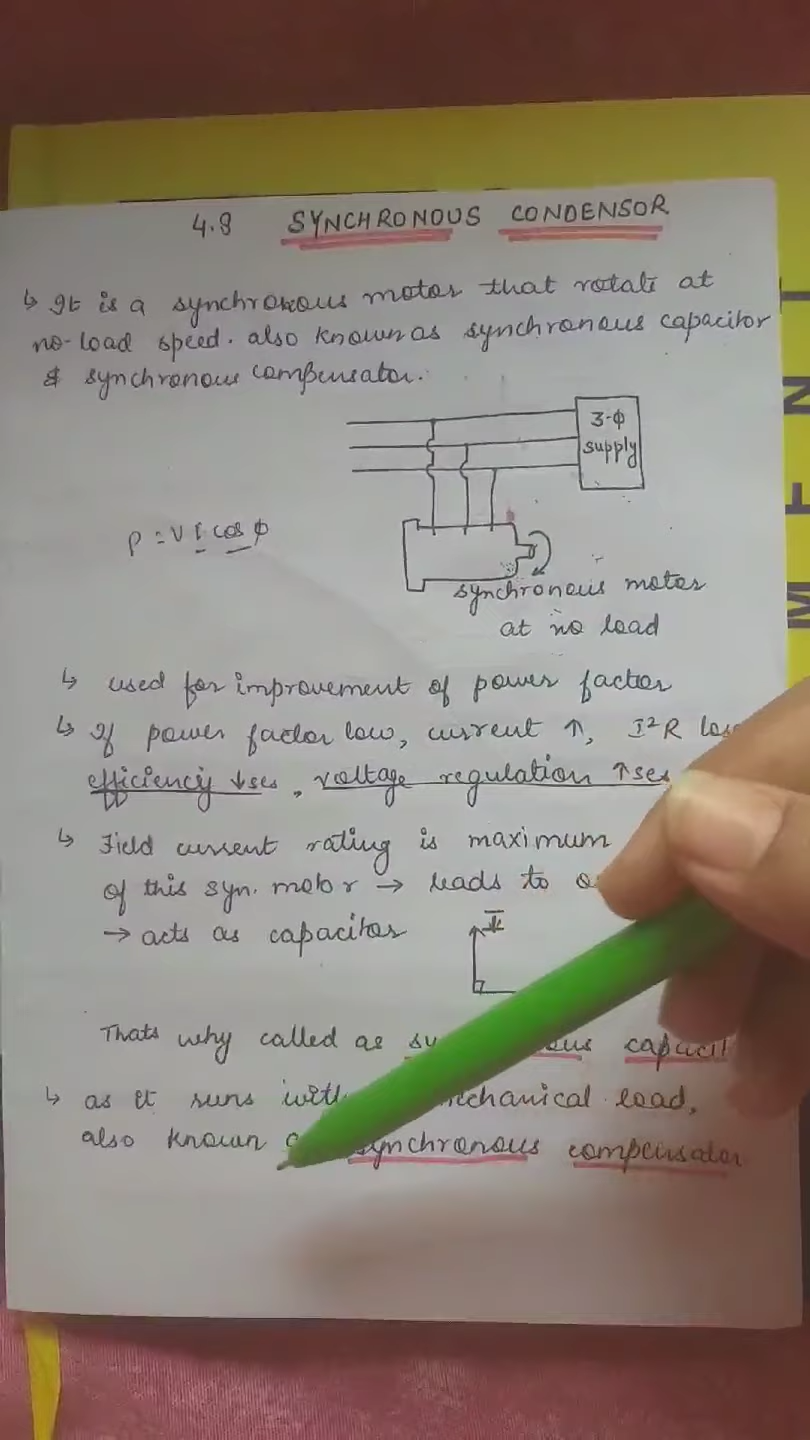 4.8 SYNCHRONOUS CONDENSOR
↳ It is a synchronous motor that rotate at
no-load speed. also known as synchronous capacitor
& synchronous compensator.
3-φ
supply
P = V I cos φ
synchronous motor
at no load
↳ used for improvement of power factor
↳ If power factor low, current ↑, I²R
efficiency ↓ses, voltage regulation ↑ses
↳ Field current rating is maximum
of this syn. motor → leads to
→ acts as capacitor
I
Thats why called as
↳ as it runs mechanical load,
also known synchronous compensator
M E N T